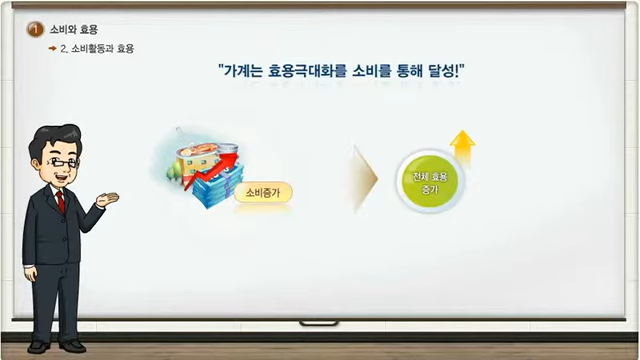 1 소비와 효용
➔ 2. 소비활동과 효용
"가계는 효용극대화를 소비를 통해 달성!"
소비증가
전체 효용
증가